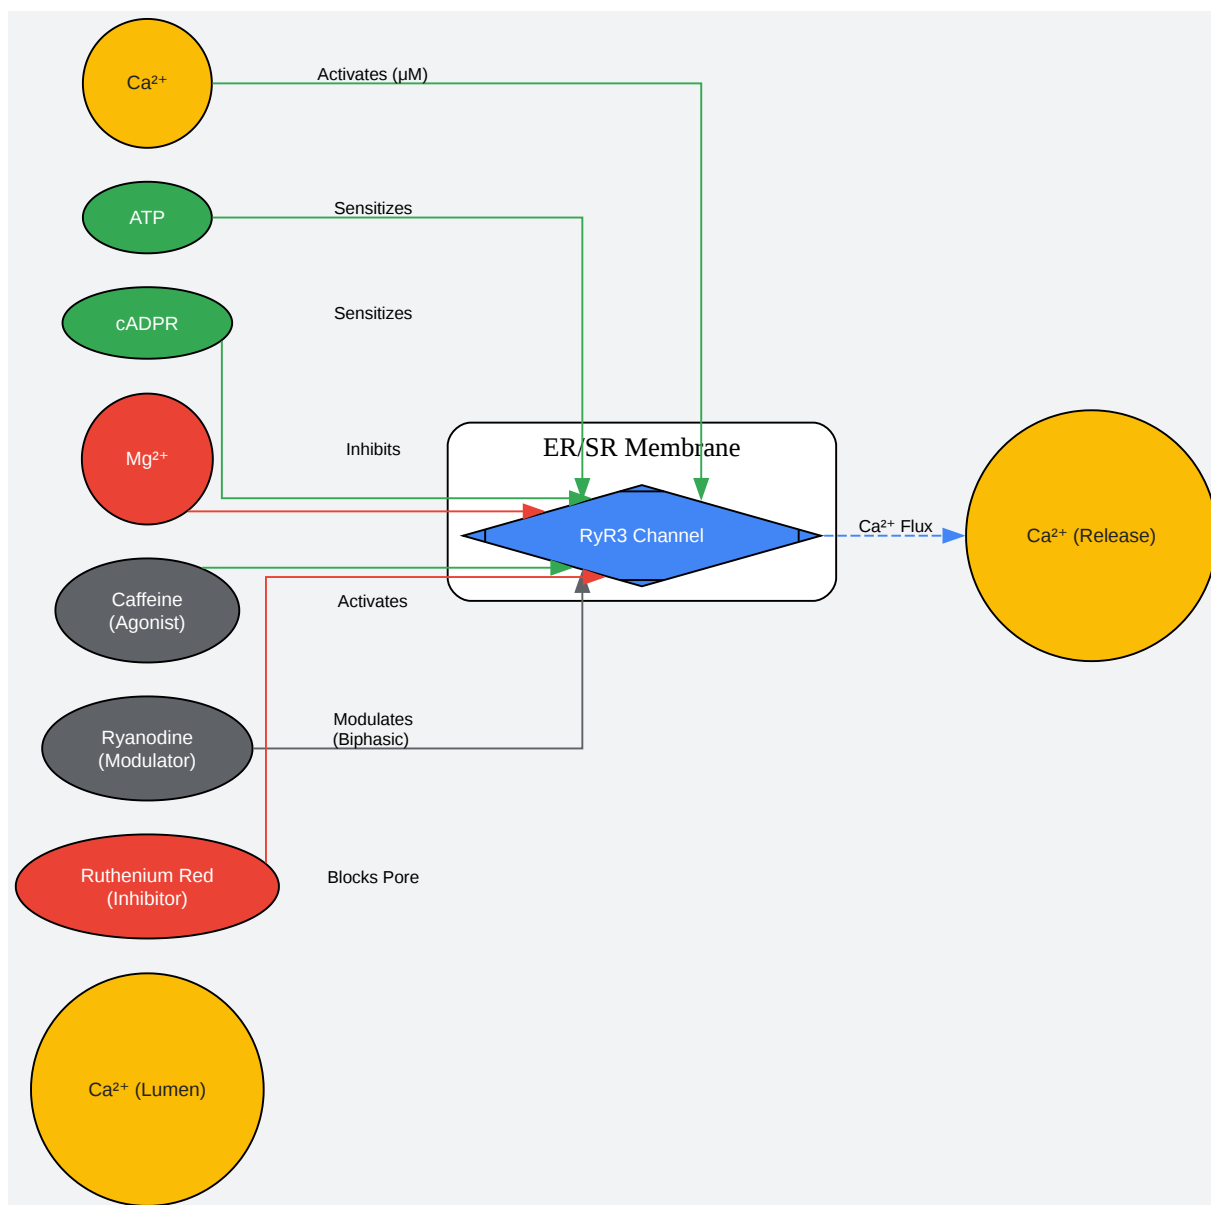 Ca²⁺
Activates (μM)
ATP
Sensitizes
cADPR
Sensitizes
Mg²⁺
Inhibits
ER/SR Membrane
RyR3 Channel
Ca²⁺ Flux
Ca²⁺ (Release)
Caffeine
(Agonist)
Activates
Ryanodine
(Modulator)
Modulates
(Biphasic)
Ruthenium Red
(Inhibitor)
Blocks Pore
Ca²⁺ (Lumen)